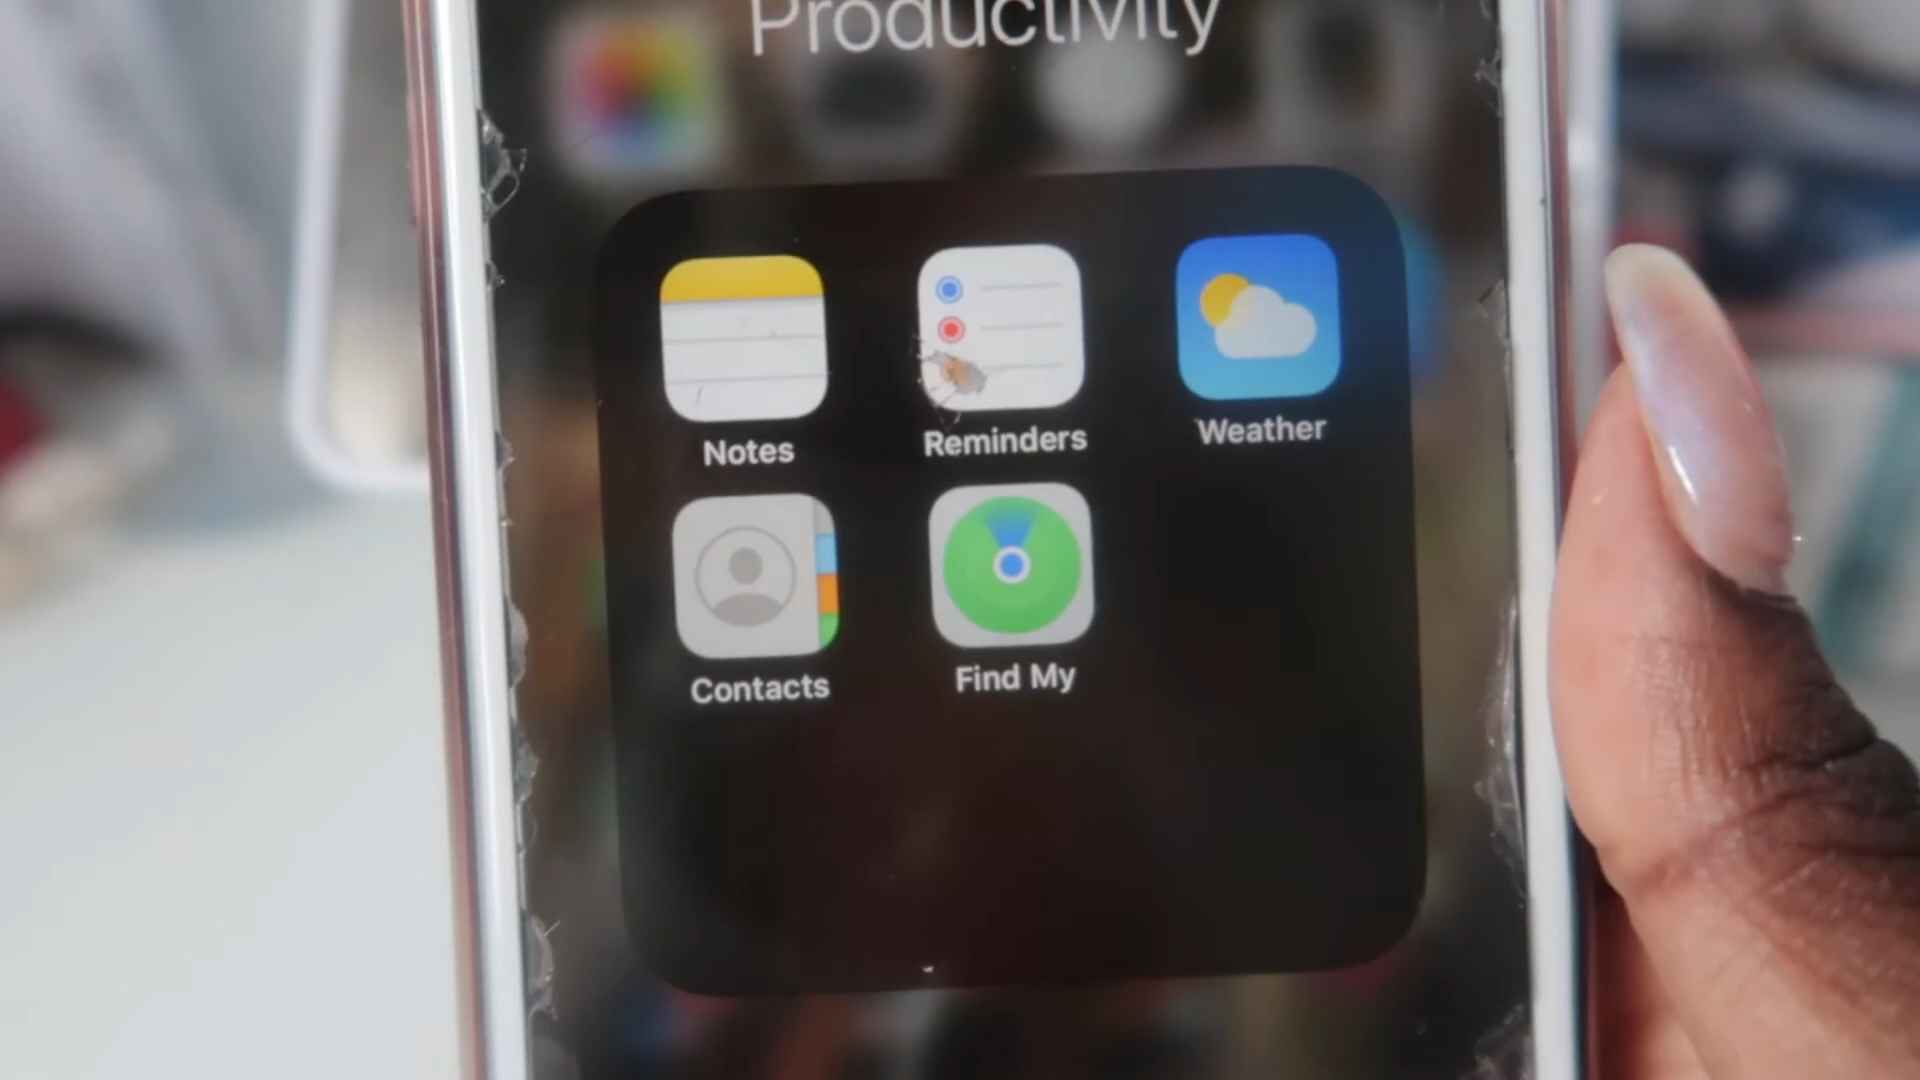 Productivity
Notes
Reminders
Weather
Contacts
Find My